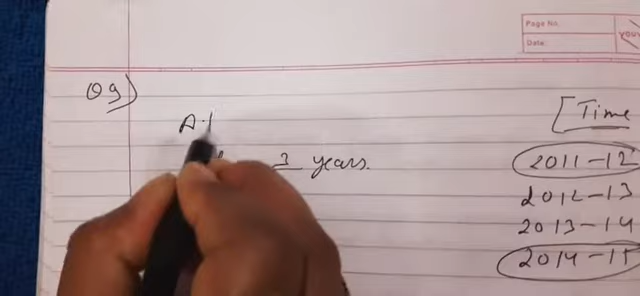 Page No.
Date:
Q9)
[Time
A.
3 years.
2011-12
2012-13
2013-14
2014-15